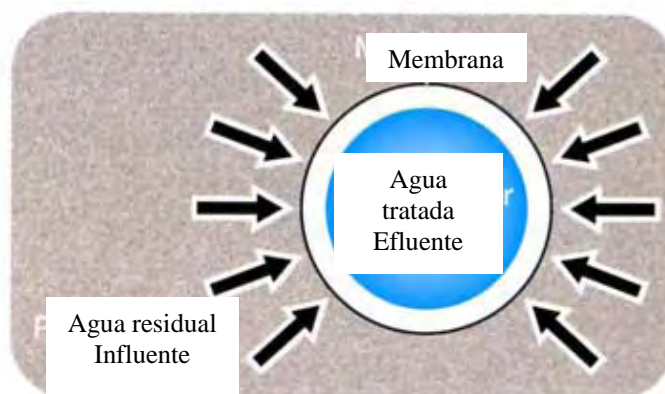 Membrana
Agua
tratada
Efluente
Agua residual
Influente